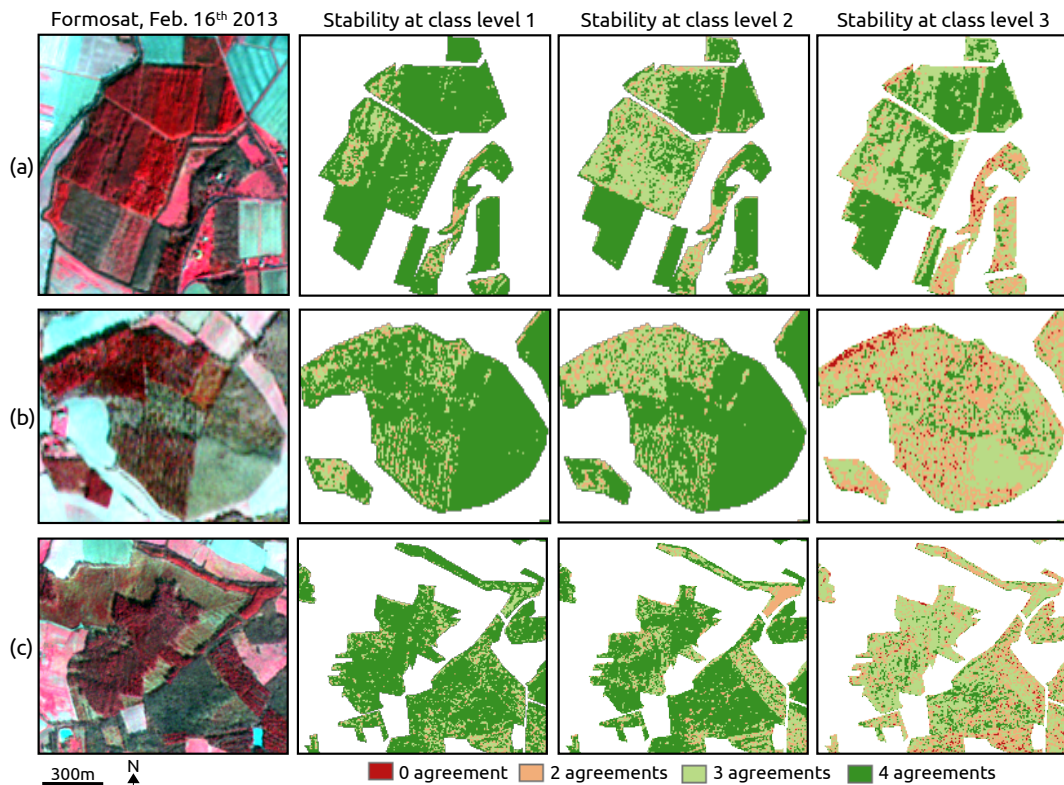 Formosat, Feb. 16th 2013
Stability at class level 1
Stability at class level 2
Stability at class level 3
(a)
(b)
(c)
300m
N
0 agreement
2 agreements
3 agreements
4 agreements